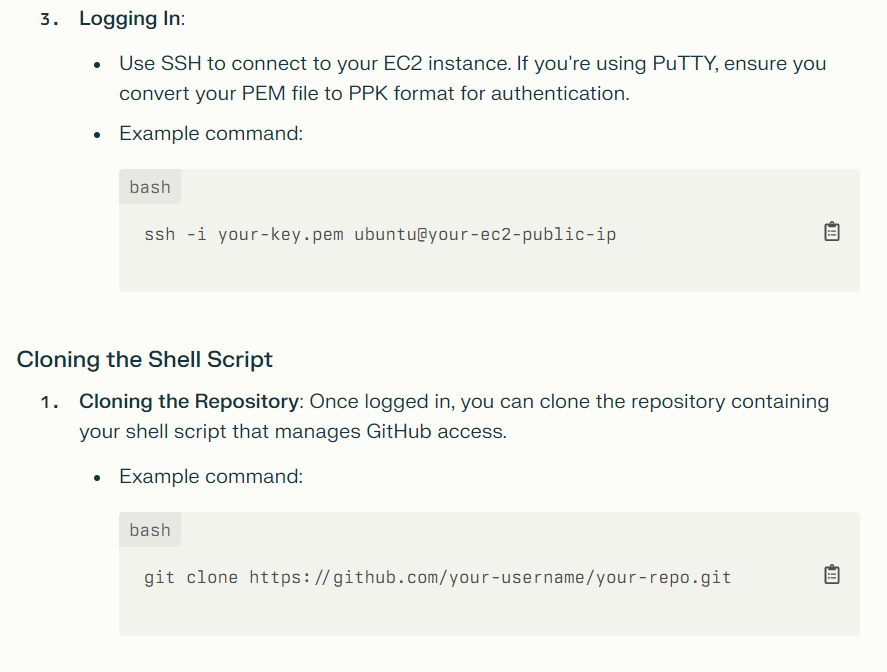 3. Logging In:
• Use SSH to connect to your EC2 instance. If you're using PuTTY, ensure you
convert your PEM file to PPK format for authentication.
• Example command:
bash
ssh -i your-key.pem ubuntu@your-ec2-public-ip
Cloning the Shell Script
1. Cloning the Repository: Once logged in, you can clone the repository containing
your shell script that manages GitHub access.
• Example command:
bash
git clone https://github.com/your-username/your-repo.git